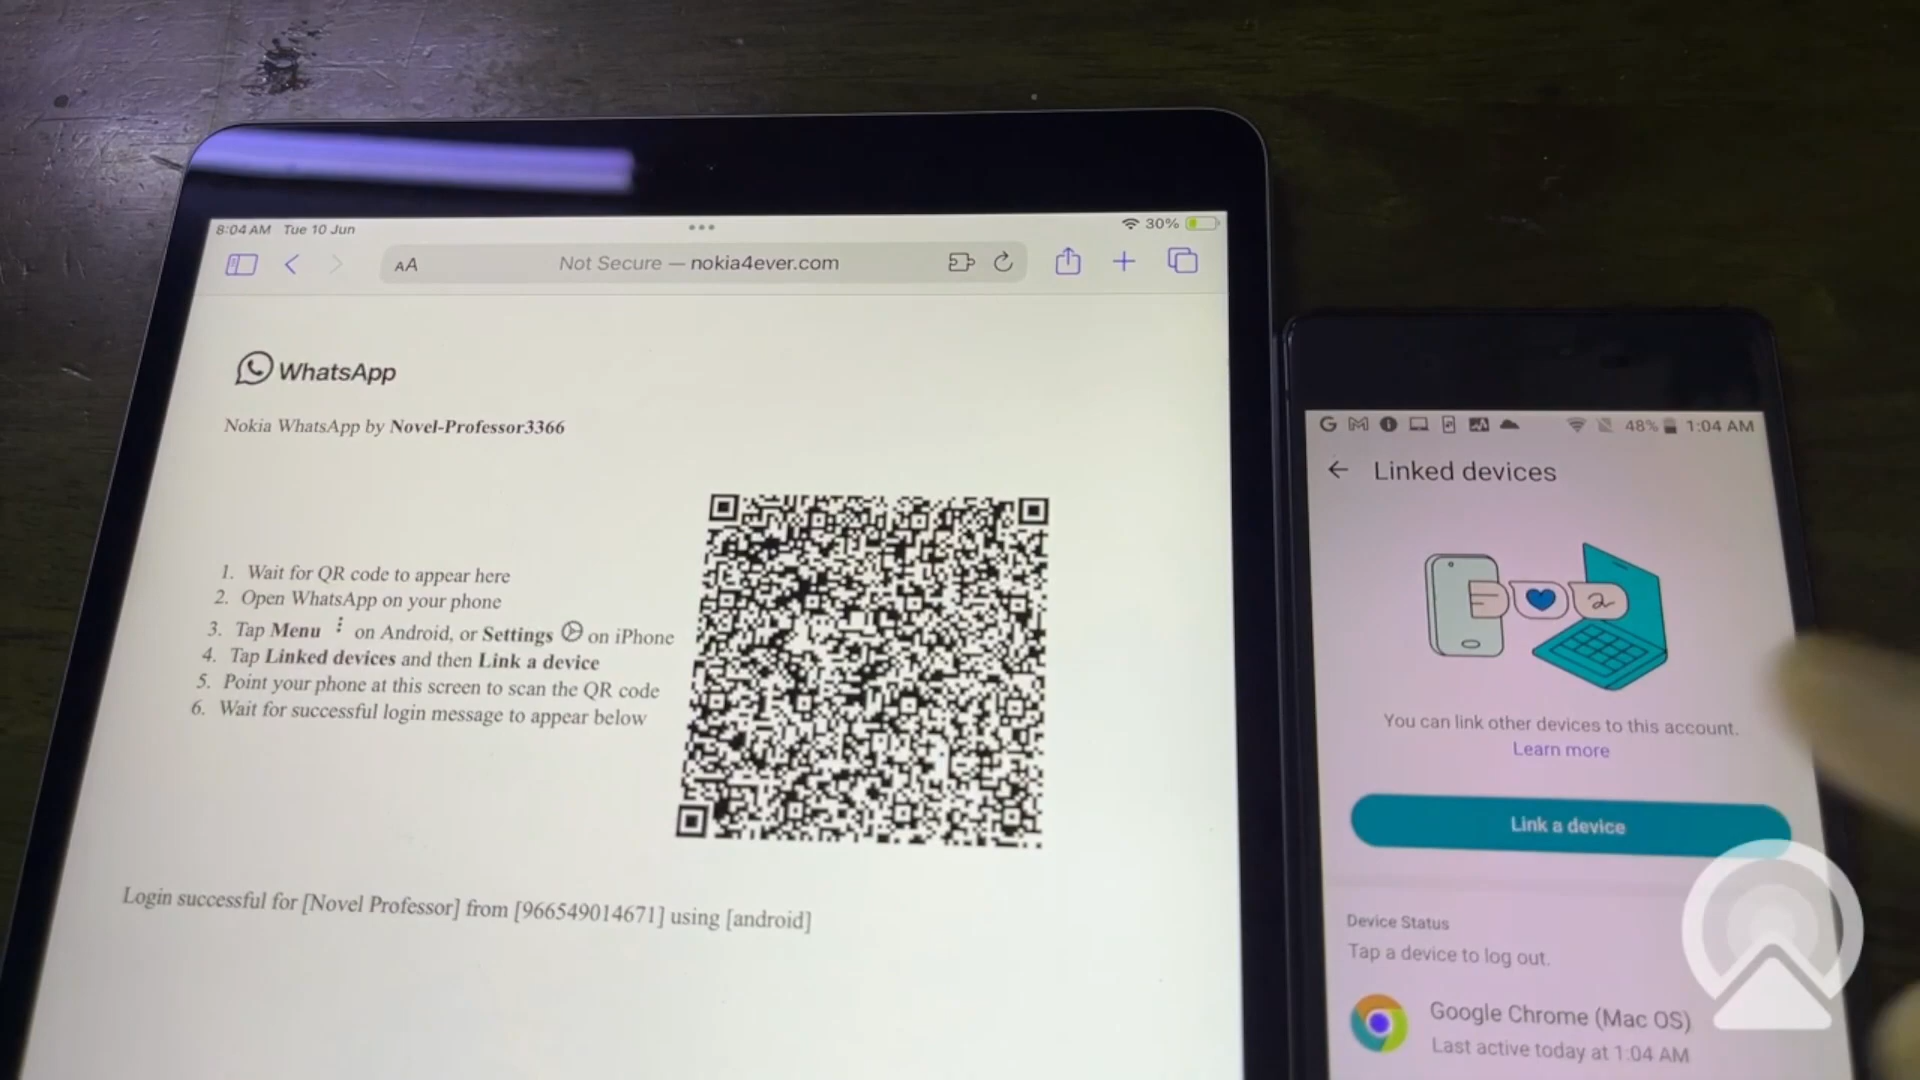 8:04 AM Tue 10 Jun
30%
AA
Not Secure — nokia4ever.com
WhatsApp
Nokia WhatsApp by Novel-Professor3366
1. Wait for QR code to appear here
2. Open WhatsApp on your phone
3. Tap Menu ⋮ on Android, or Settings on iPhone
4. Tap Linked devices and then Link a device
5. Point your phone at this screen to scan the QR code
6. Wait for successful login message to appear below
Login successful for [Novel Professor] from [966549014671] using [android]
48% 1:04 AM
Linked devices
You can link other devices to this account.
Learn more
Link a device
Device Status
Tap a device to log out.
Google Chrome (Mac OS)
Last active today at 1:04 AM